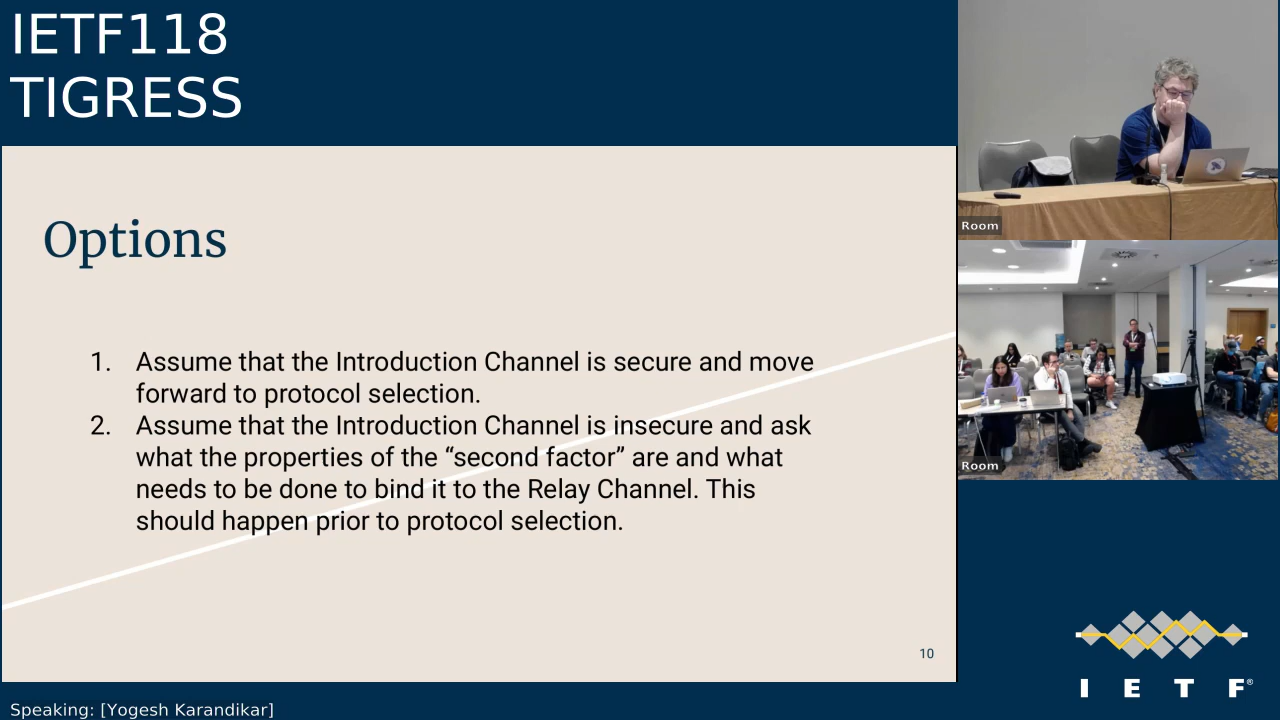 IETF118
TIGRESS
Options
1. Assume that the Introduction Channel is secure and move
forward to protocol selection.
2. Assume that the Introduction Channel is insecure and ask
what the properties of the “second factor” are and what
needs to be done to bind it to the Relay Channel. This
should happen prior to protocol selection.
10
Room
Room
I E T F®
Speaking: [Yogesh Karandikar]